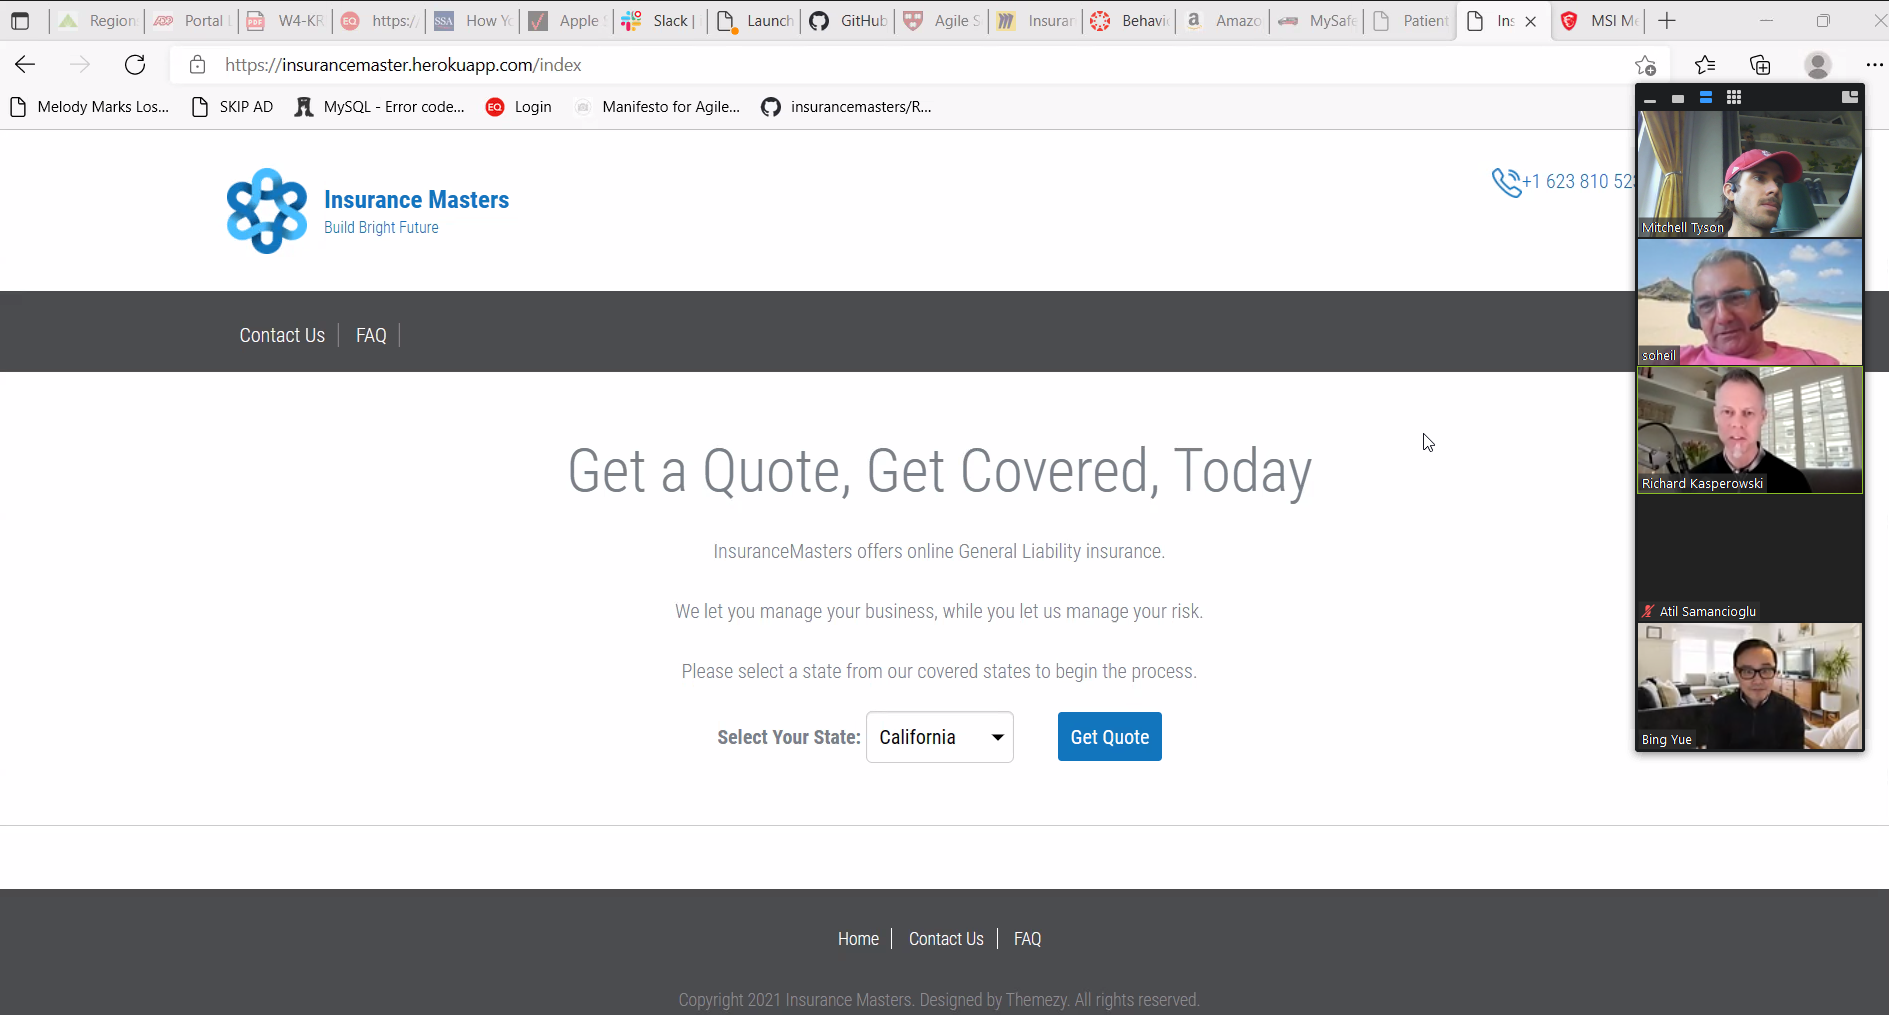 Region
Portal
W4-KR
https:/
How Yo
Apple
Slack |
Launch
GitHub
Agile S
Insuran
Behavi
Amazo
MySafe
Patient
Ins
MSI Me
https://insurancemaster.herokuapp.com/index
Melody Marks Los...
SKIP AD
MySQL - Error code...
Login
Manifesto for Agile...
insurancemasters/R...
Insurance Masters
Build Bright Future
+1 623 810 52
Contact Us
FAQ
Get a Quote, Get Covered, Today
InsuranceMasters offers online General Liability insurance.
We let you manage your business, while you let us manage your risk.
Please select a state from our covered states to begin the process.
Select Your State: California Get Quote
Home
Contact Us
FAQ
Copyright 2021 Insurance Masters. Designed by Themezy. All rights reserved.
Mitchell Tyson
soheil
Richard Kasperowski
Atil Samancioglu
Bing Yue